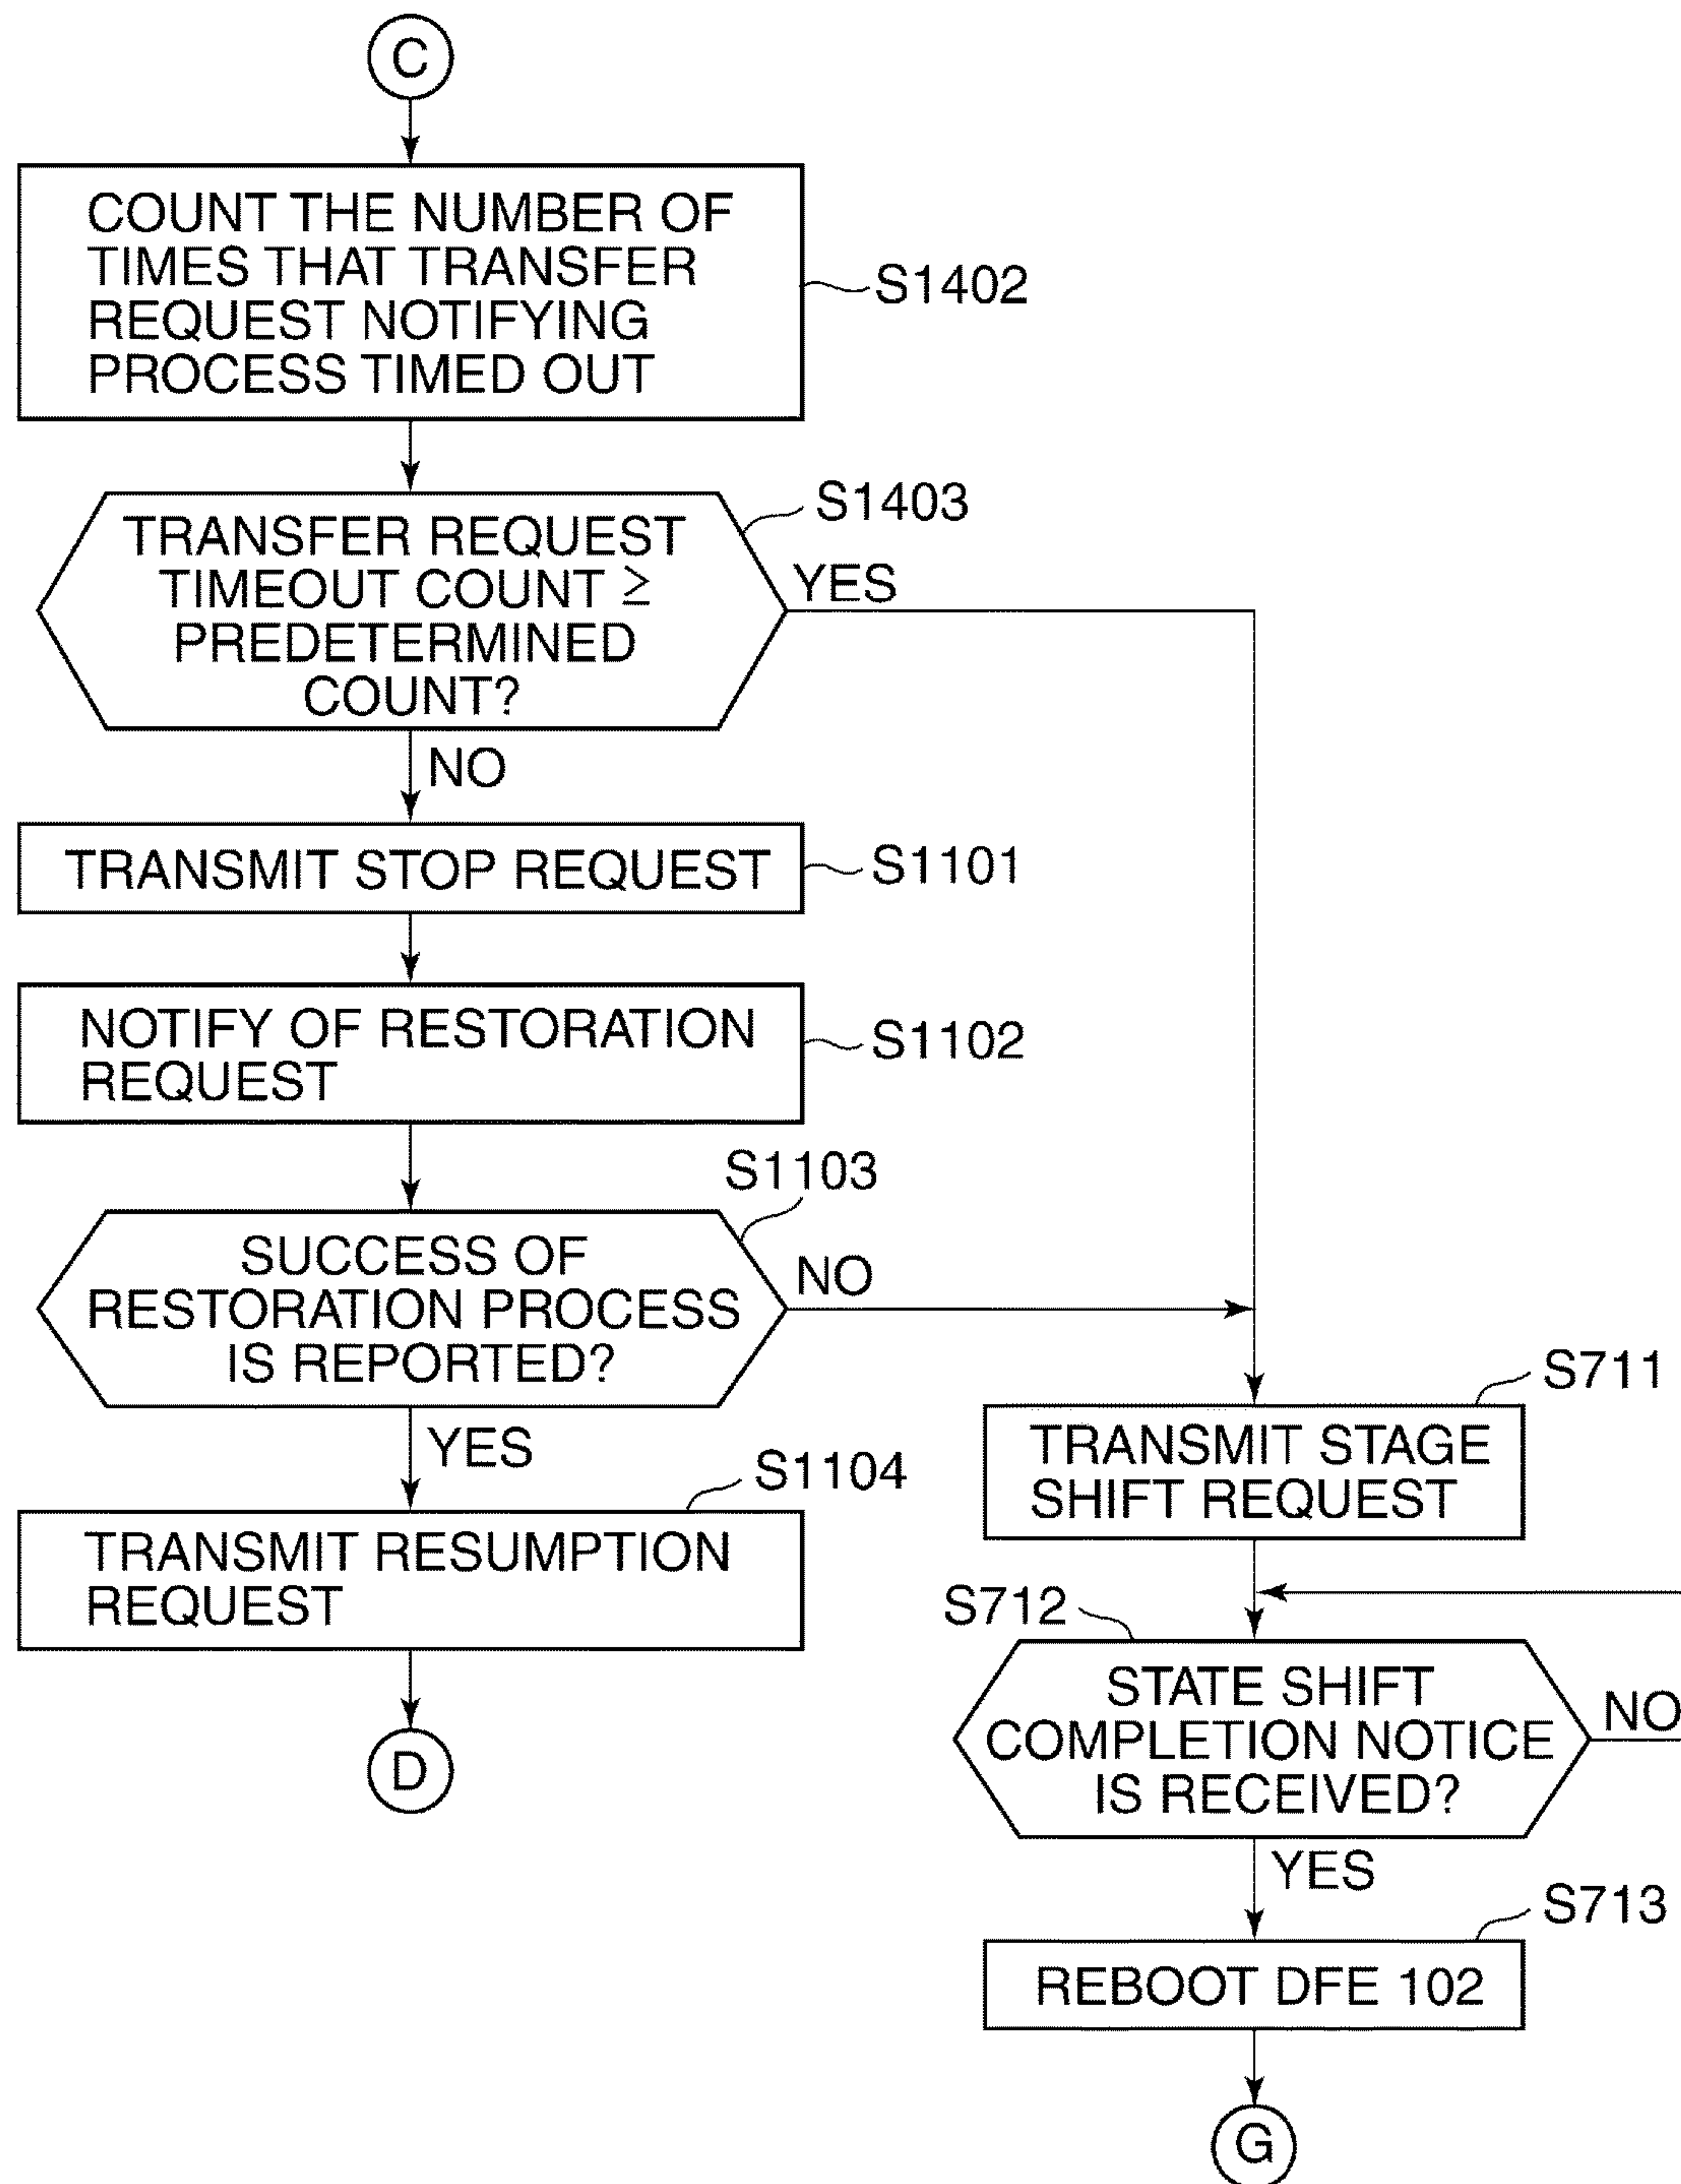 C
COUNT THE NUMBER OF
TIMES THAT TRANSFER
REQUEST NOTIFYING
PROCESS TIMED OUT
S1402
S1403
TRANSFER REQUEST
TIMEOUT COUNT ≥
PREDETERMINED
COUNT?
YES
NO
TRANSMIT STOP REQUEST
S1101
NOTIFY OF RESTORATION
REQUEST
S1102
S1103
SUCCESS OF
RESTORATION PROCESS
IS REPORTED?
NO
YES
S1104
TRANSMIT RESUMPTION
REQUEST
D
S711
TRANSMIT STAGE
SHIFT REQUEST
S712
STATE SHIFT
COMPLETION NOTICE
IS RECEIVED?
NO
YES
S713
REBOOT DFE 102
G